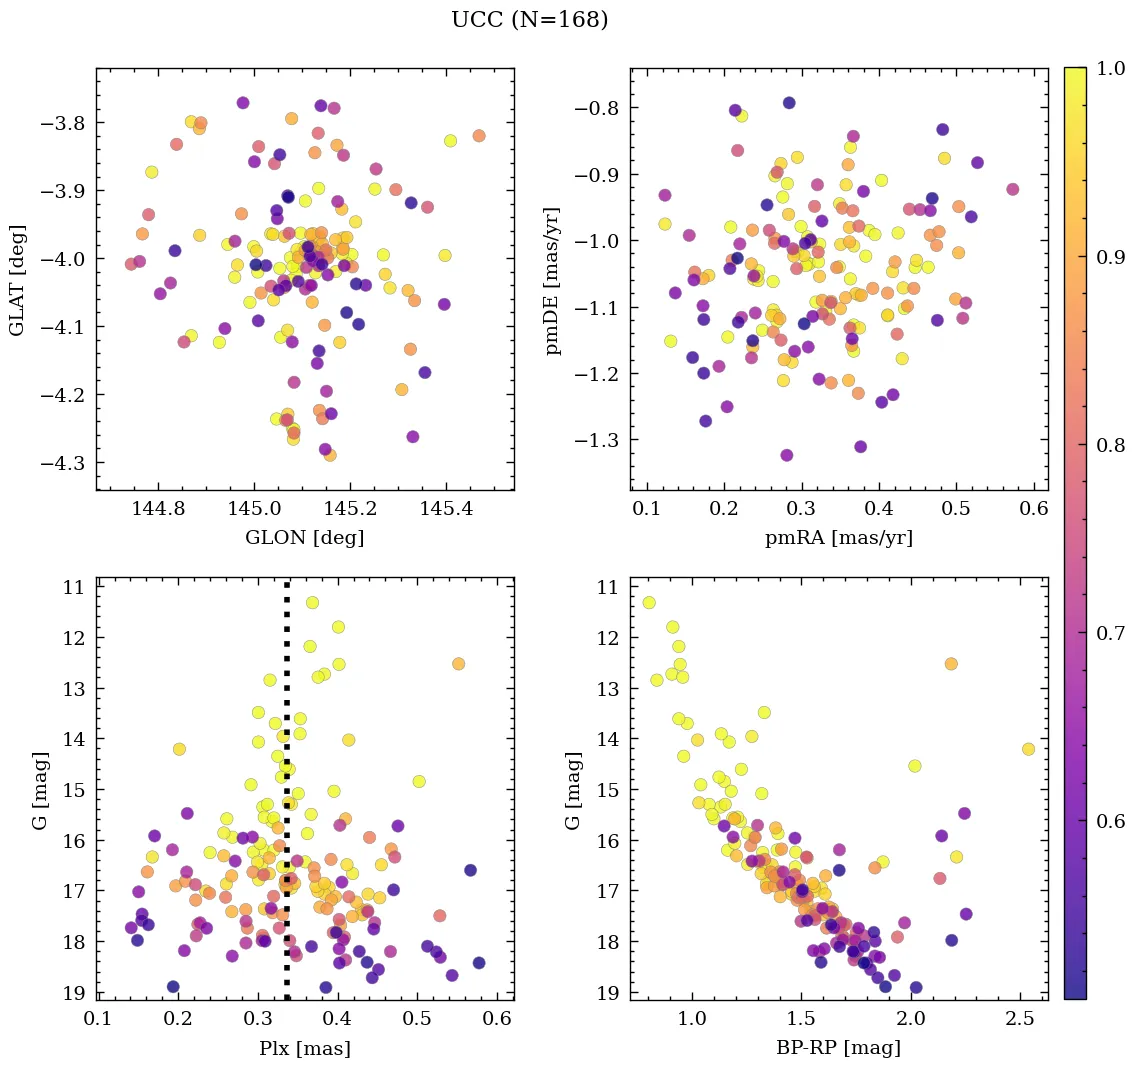 UCC (N=168)
−3.8
−3.9
−4.0
−4.1
−4.2
−4.3
GLAT [deg]
144.8 145.0 145.2 145.4
GLON [deg]
−0.8
−0.9
−1.0
−1.1
−1.2
−1.3
pmDE [mas/yr]
0.1 0.2 0.3 0.4 0.5 0.6
pmRA [mas/yr]
11
12
13
14
15
16
17
18
19
G [mag]
0.1 0.2 0.3 0.4 0.5 0.6
Plx [mas]
11
12
13
14
15
16
17
18
19
G [mag]
1.0 1.5 2.0 2.5
BP-RP [mag]
1.0
0.9
0.8
0.7
0.6